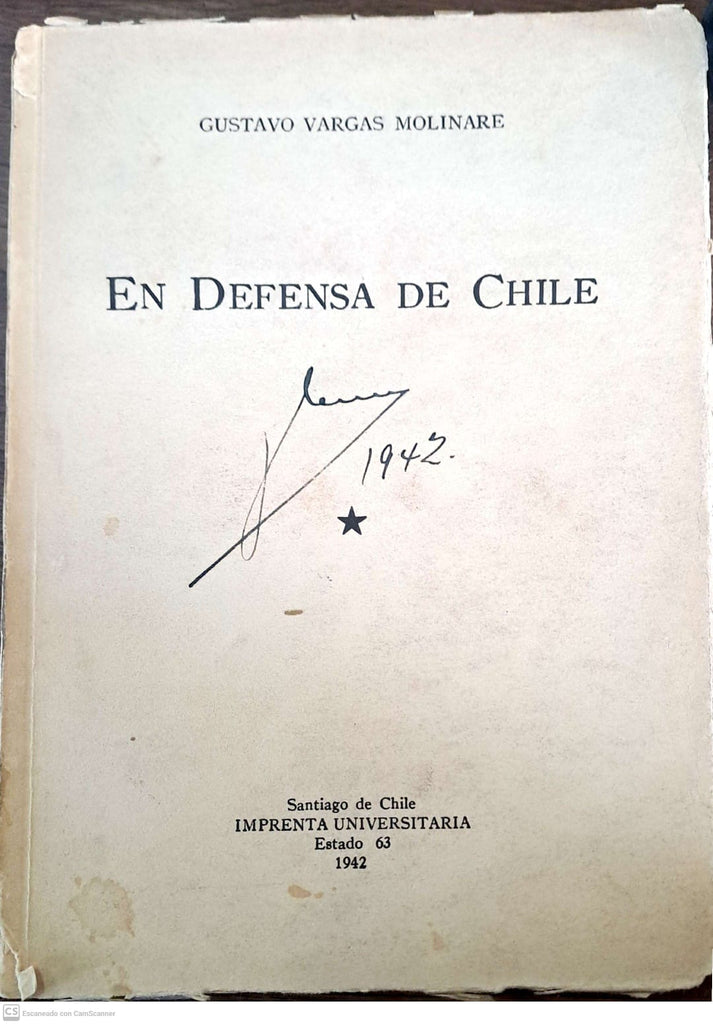 GUSTAVO VARGAS MOLINARE
EN DEFENSA DE CHILE
1942.
Santiago de Chile
IMPRENTA UNIVERSITARIA
Estado 63
1942
CS Escaneado con CamScanner